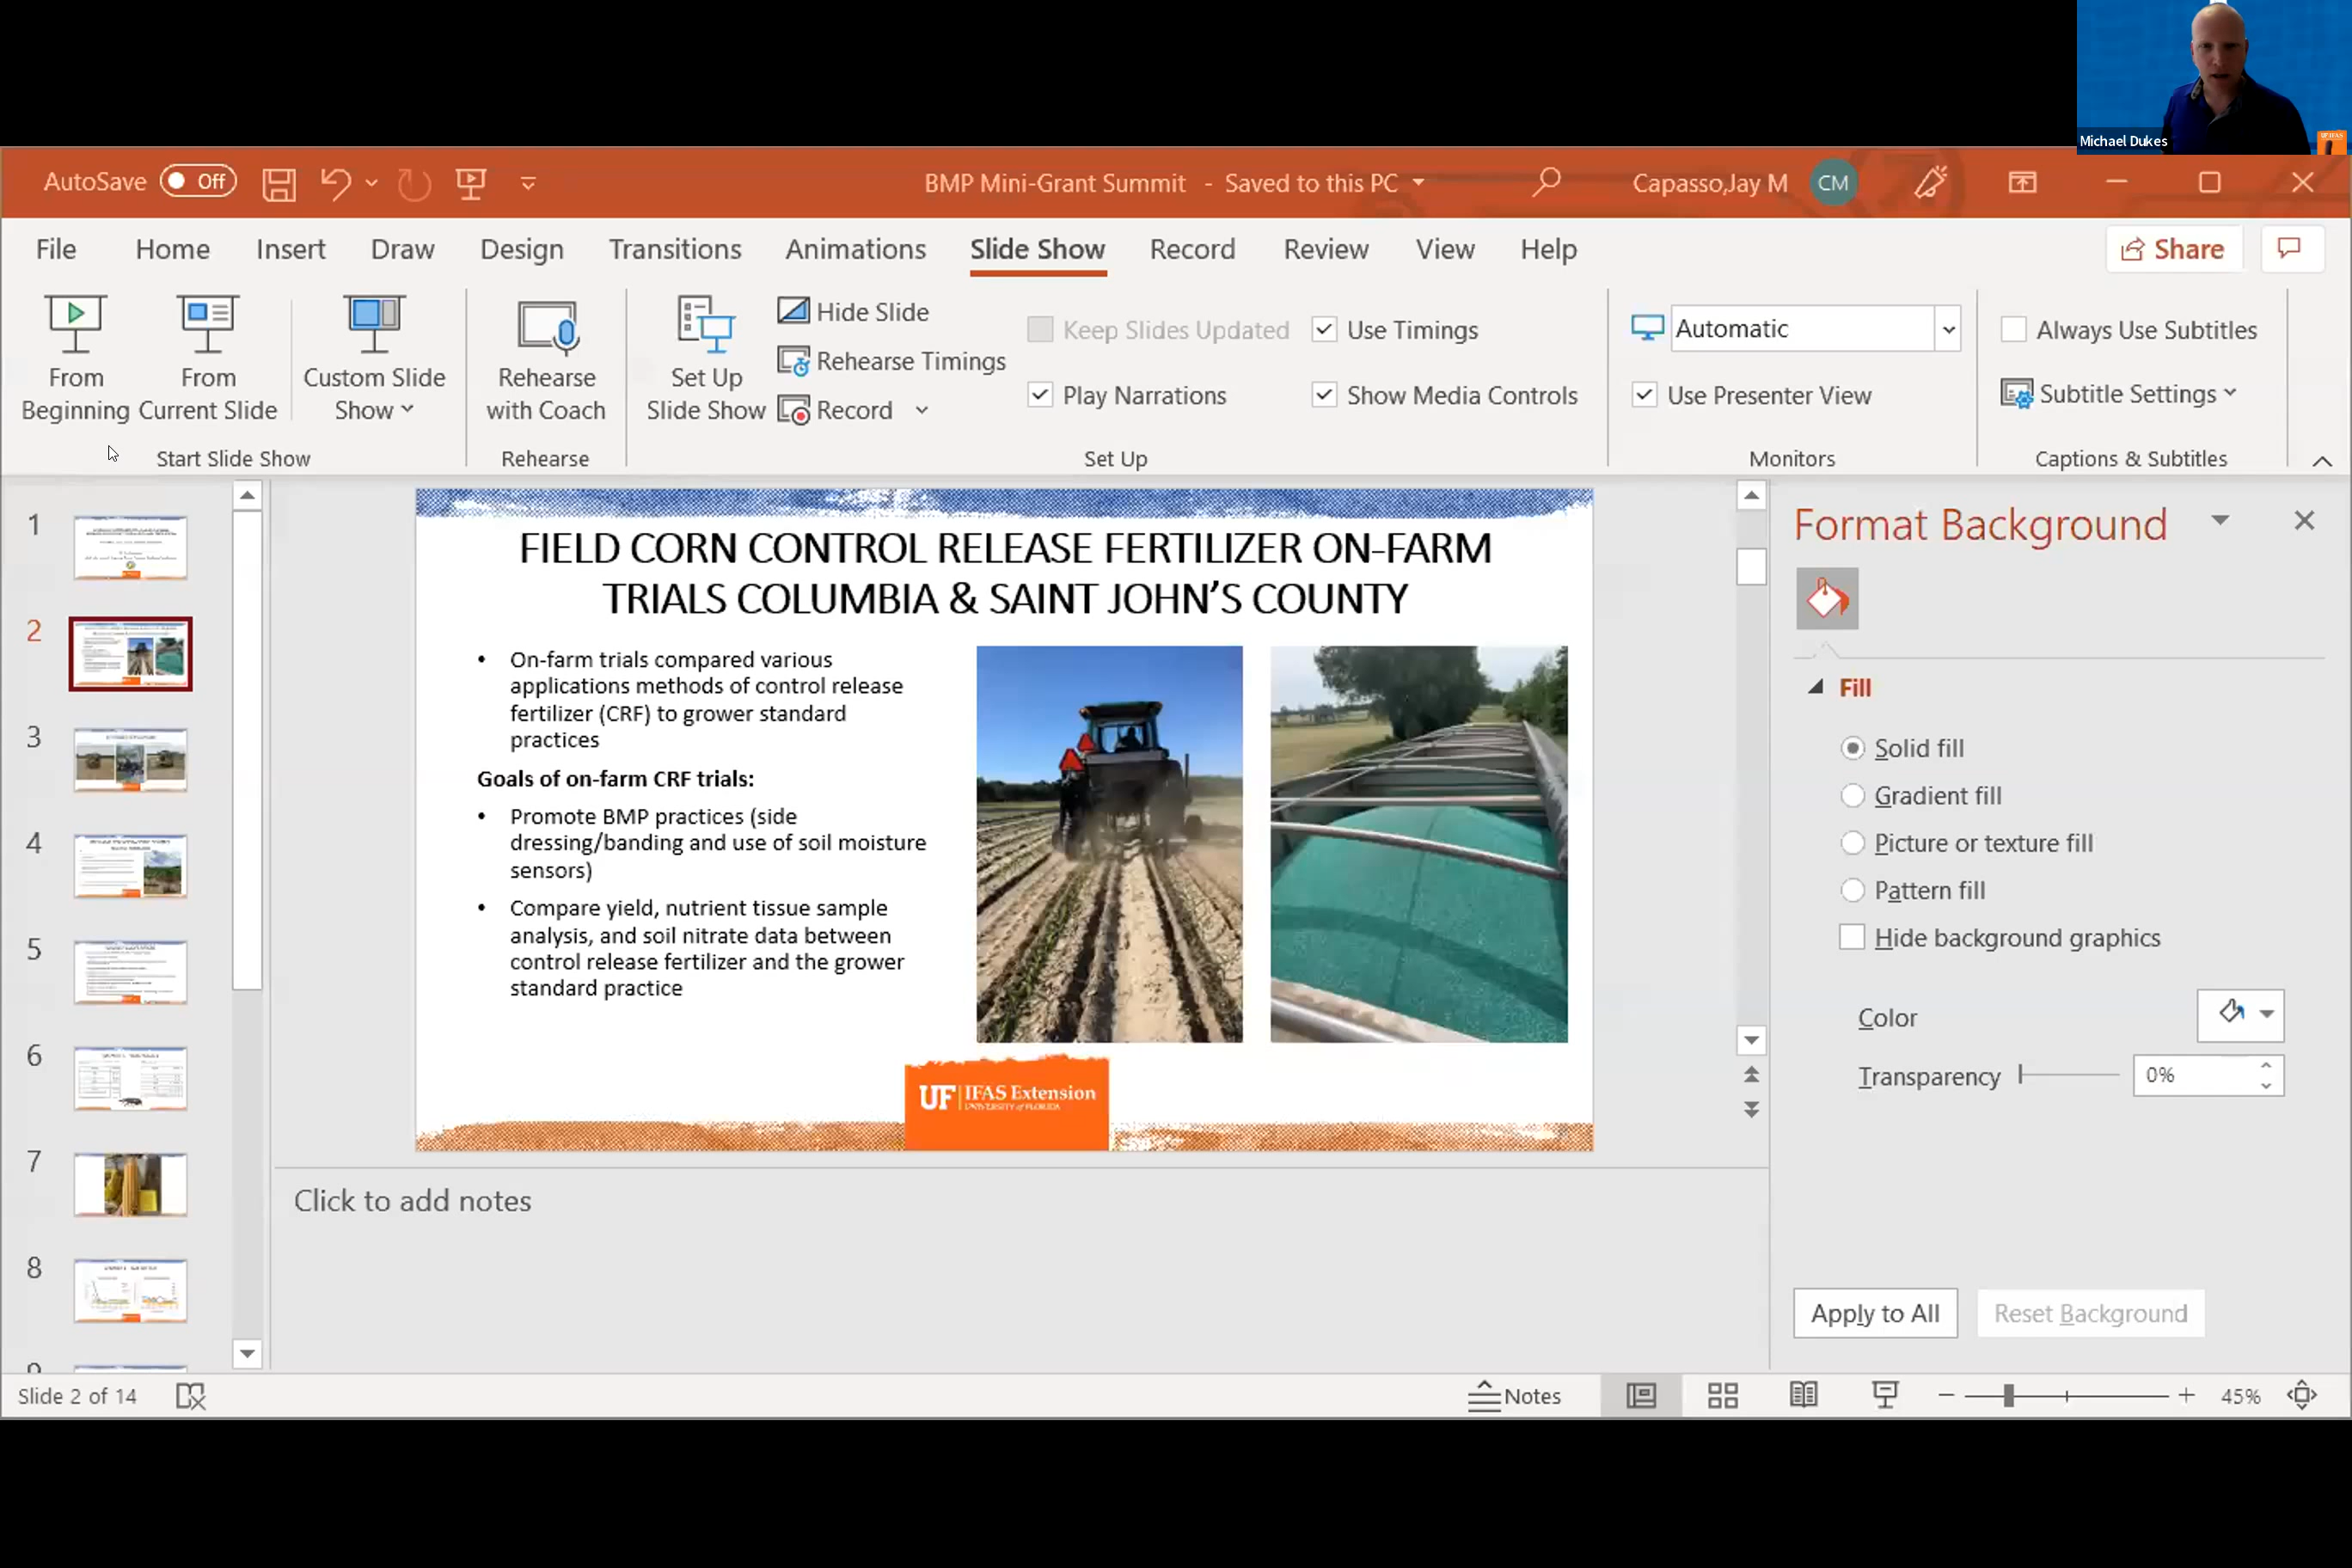 Michael Dukes
AutoSave Off
BMP Mini-Grant Summit - Saved to this PC
Capasso,Jay M CM
File Home Insert Draw Design Transitions Animations Slide Show Record Review View Help Share
From Beginning
From Current Slide
Custom Slide Show
Start Slide Show
Rehearse with Coach
Rehearse
Set Up Slide Show
Hide Slide
Rehearse Timings
Record
Keep Slides Updated
Play Narrations
Use Timings
Show Media Controls
Set Up
Automatic
Use Presenter View
Monitors
Always Use Subtitles
Subtitle Settings
Captions & Subtitles
1
2
3
4
5
6
7
8
9
FIELD CORN CONTROL RELEASE FERTILIZER ON-FARM
TRIALS COLUMBIA & SAINT JOHN'S COUNTY
• On-farm trials compared various
applications methods of control release
fertilizer (CRF) to grower standard
practices
Goals of on-farm CRF trials:
• Promote BMP practices (side
dressing/banding and use of soil moisture
sensors)
• Compare yield, nutrient tissue sample
analysis, and soil nitrate data between
control release fertilizer and the grower
standard practice
UF IFAS Extension
UNIVERSITY of FLORIDA
Click to add notes
Format Background
Fill
Solid fill
Gradient fill
Picture or texture fill
Pattern fill
Hide background graphics
Color
Transparency 0%
Apply to All Reset Background
Slide 2 of 14
Notes
45%